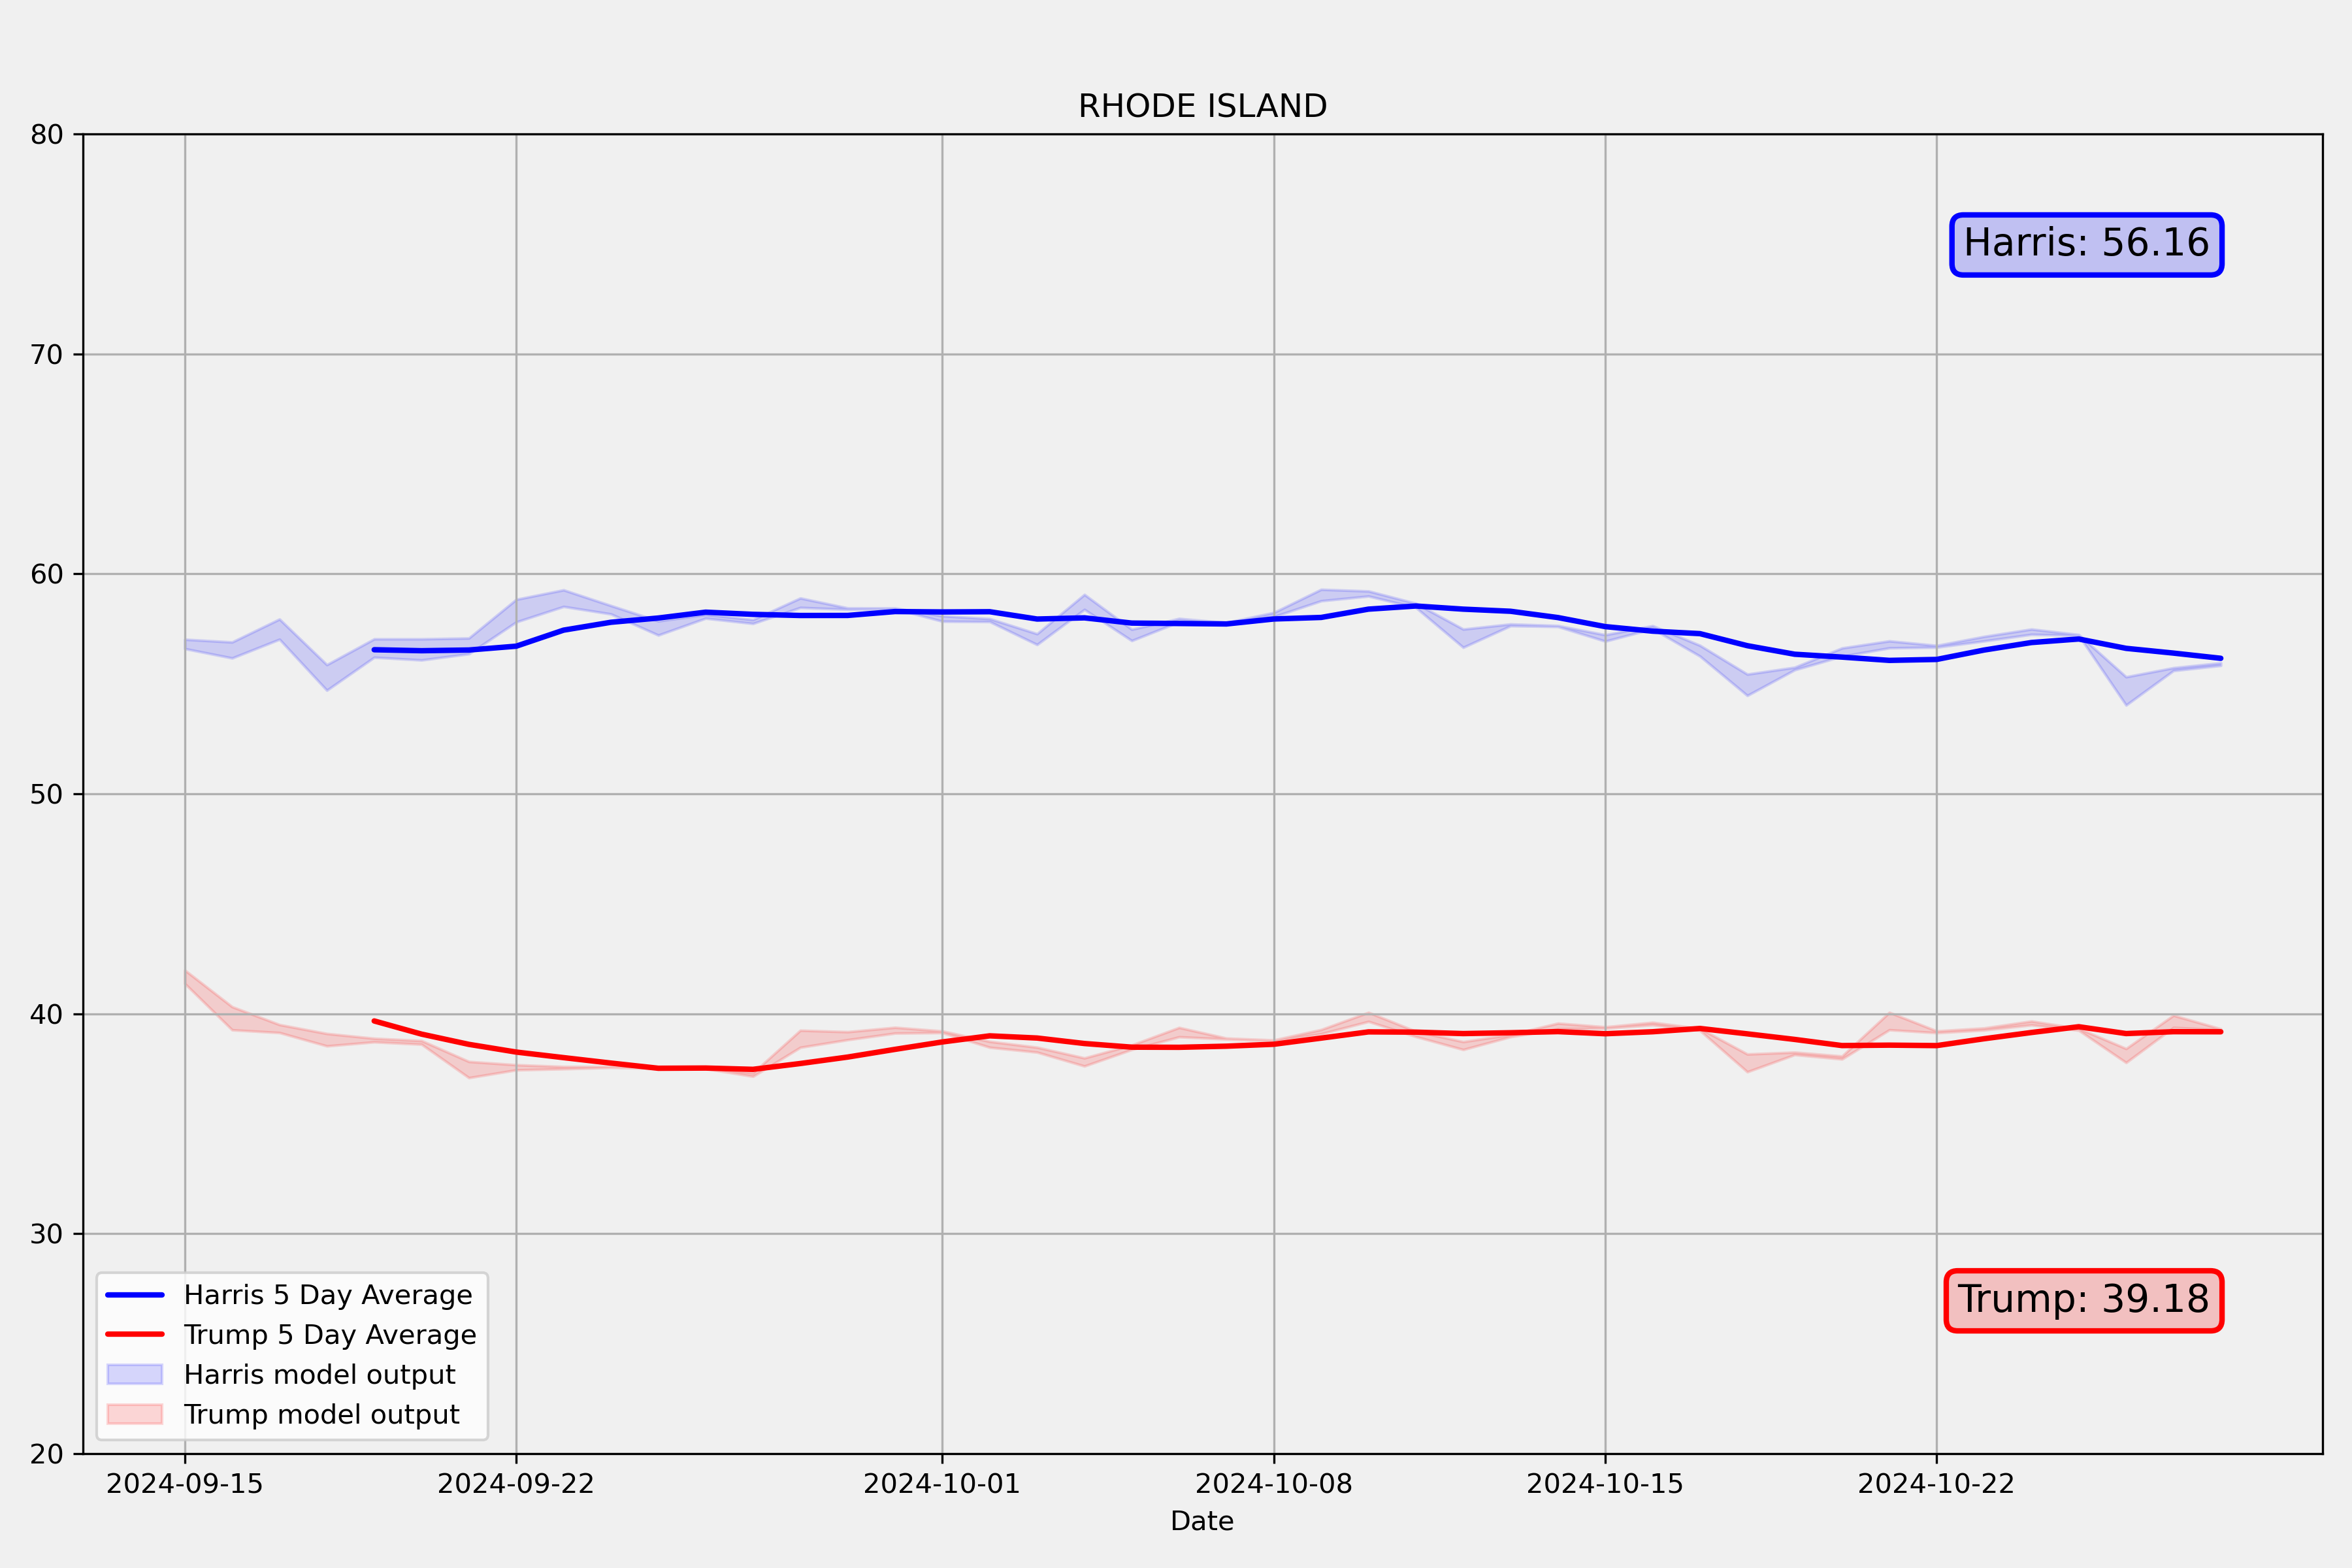 RHODE ISLAND
80
70
60
50
40
30
20
Harris: 56.16
Trump: 39.18
Harris 5 Day Average
Trump 5 Day Average
Harris model output
Trump model output
2024-09-15 2024-09-22 2024-10-01 2024-10-08 2024-10-15 2024-10-22
Date